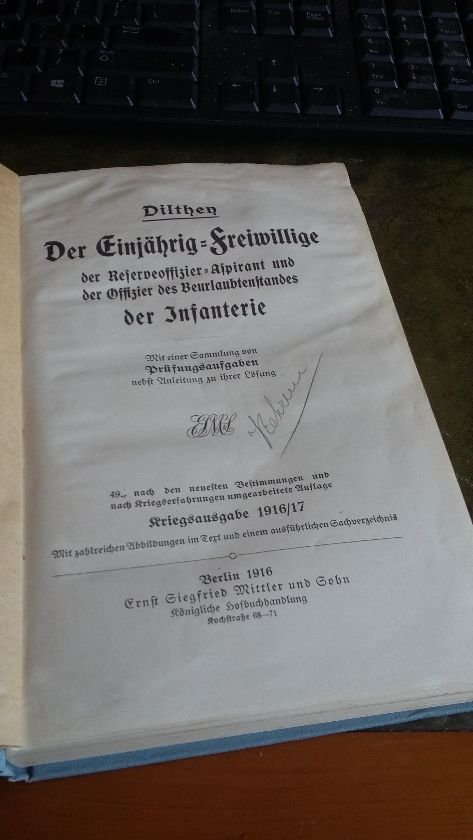 Dilthey
Der Einjährig=Freiwillige
der Reserveoffizier=Aspirant und
der Offizier des Beurlaubtenstandes
der Infanterie
Mit einer Sammlung von
Prüfungsaufgaben
nebst Anleitung zu ihrer Lösung
49., nach den neuesten Bestimmungen und
nach Kriegserfahrungen umgearbeitete Auflage
Kriegsausgabe 1916/17
Mit zahlreichen Abbildungen im Text und einem ausführlichen Sachverzeichnis
Berlin 1916
Ernst Siegfried Mittler und Sohn
Königliche Hofbuchhandlung
Kochstraße 68—71